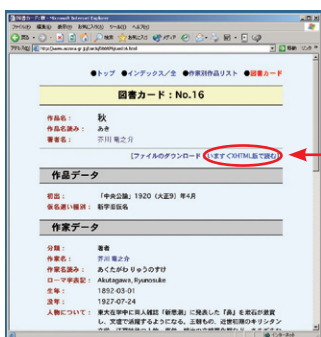 ●トップ ●インデックス/全 ●作家別作品リスト ●図書カード
図書カード：No.16
作品名： 秋
作品名読み： あき
著者名： 芥川 竜之介
[ファイルのダウンロード|いますぐXHTML版で読む]
作品データ
初出： 「中央公論」1920（大正9）年4月
仮名遣い種別： 新字新仮名
作家データ
分類： 著者
作家名： 芥川 竜之介
作家名読み： あくたがわ りゅうのすけ
ローマ字表記： Akutagawa, Ryunosuke
生年： 1892-03-01
没年： 1927-07-24
人物について： 東大在学中に同人雑誌「新思潮」に発表した「鼻」を漱石が激賞
し、文壇で活躍するようになる。王朝もの、近世初期のキリシタン